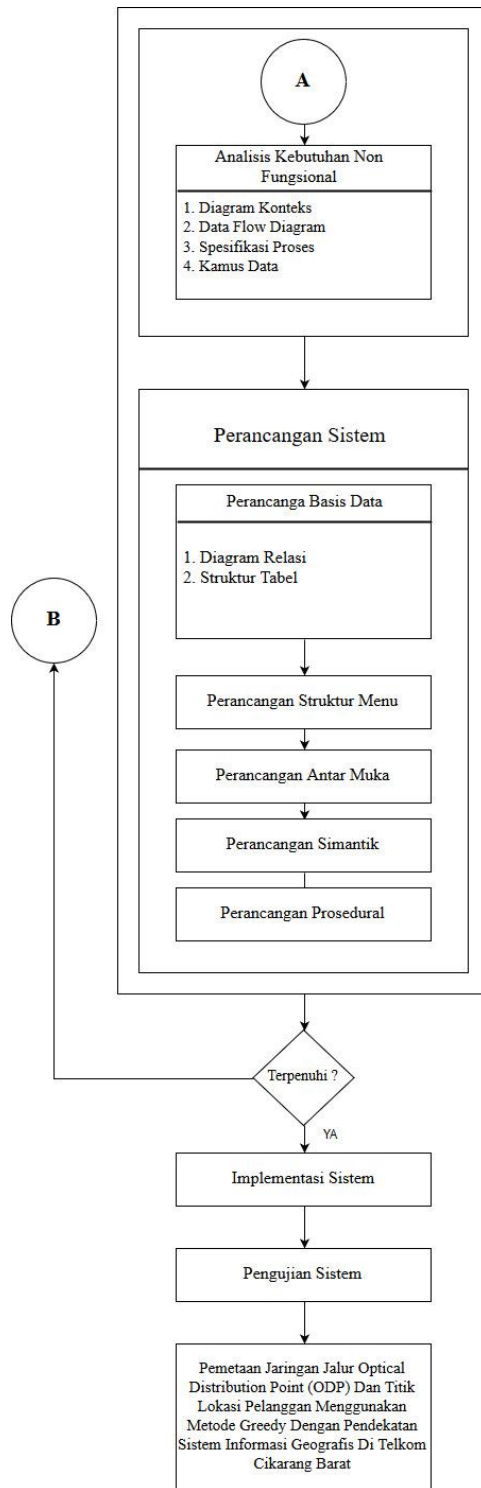 A
Analisis Kebutuhan Non
Fungsional
1. Diagram Konteks
2. Data Flow Diagram
3. Spesifikasi Proses
4. Kamus Data
Perancangan Sistem
Perancanga Basis Data
1. Diagram Relasi
2. Struktur Tabel
B
Perancangan Struktur Menu
Perancangan Antar Muka
Perancangan Simantik
Perancangan Prosedural
Terpenuhi ?
YA
Implementasi Sistem
Pengujian Sistem
Pemetaan Jaringan Jalur Optical
Distribution Point (ODP) Dan Titik
Lokasi Pelanggan Menggunakan
Metode Greedy Dengan Pendekatan
Sistem Informasi Geografis Di Telkom
Cikarang Barat